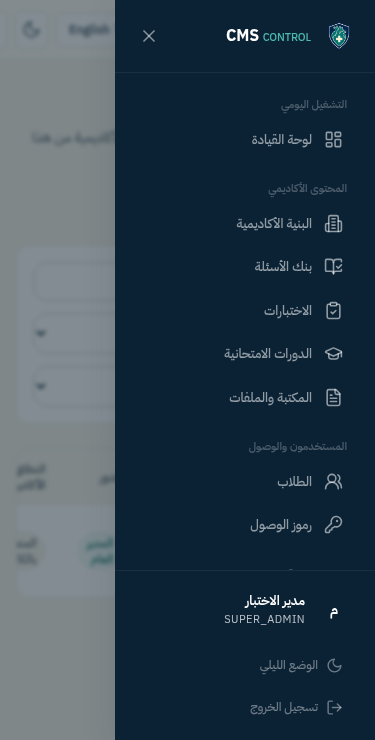 CMS CONTROL
English
التشغيل اليومي
لوحة القيادة
المحتوى الأكاديمي
البنية الأكاديمية
بنك الأسئلة
الاختبارات
الدورات الامتحانية
المكتبة والملفات
المستخدمون والوصول
الطلاب
رموز الوصول
م
مدير الاختبار
SUPER_ADMIN
الوضع الليلي
تسجيل الخروج